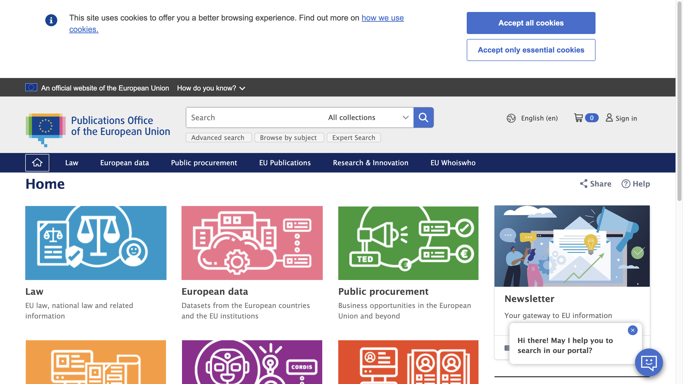 This site uses cookies to offer you a better browsing experience. Find out more on how we use
cookies.
Accept all cookies
Accept only essential cookies
An official website of the European Union
How do you know?
Publications Office
of the European Union
Search
All collections
Advanced search
Browse by subject
Expert Search
English (en)
0
Sign in
Law
European data
Public procurement
EU Publications
Research & Innovation
EU Whoiswho
Home
Share
Help
TED
Law
EU law, national law and related
information
European data
Datasets from the European countries
and the EU institutions
Public procurement
Business opportunities in the European
Union and beyond
Newsletter
Your gateway to EU information
Hi there! May I help you to
search in our portal?
CORDIS